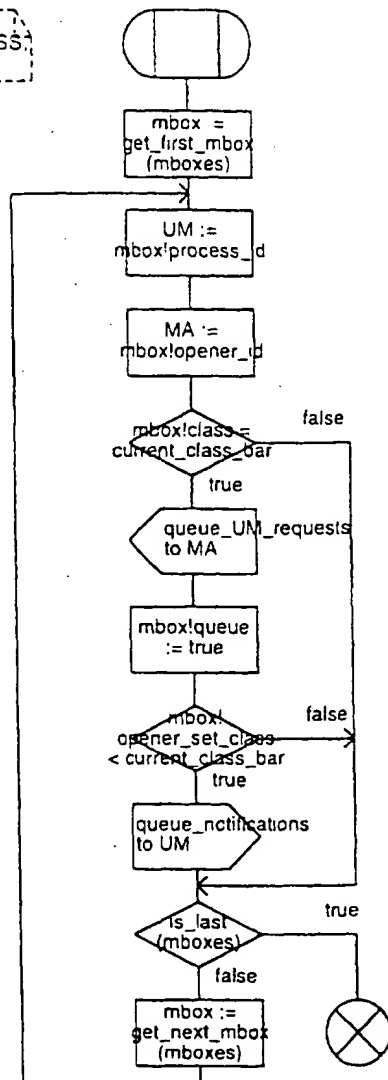 SS;
mbox =
get_first_mbox
(mboxes)
UM :=
mbox!process_id
MA :=
mbox!opener_id
mbox!class =
current_class_bar
false
true
queue_UM_requests
to MA
mbox!queue
:= true
mbox!
opener_set_class
< current_class_bar
false
true
queue_notifications
to UM
is_last
(mboxes)
true
false
mbox :=
get_next_mbox
(mboxes)